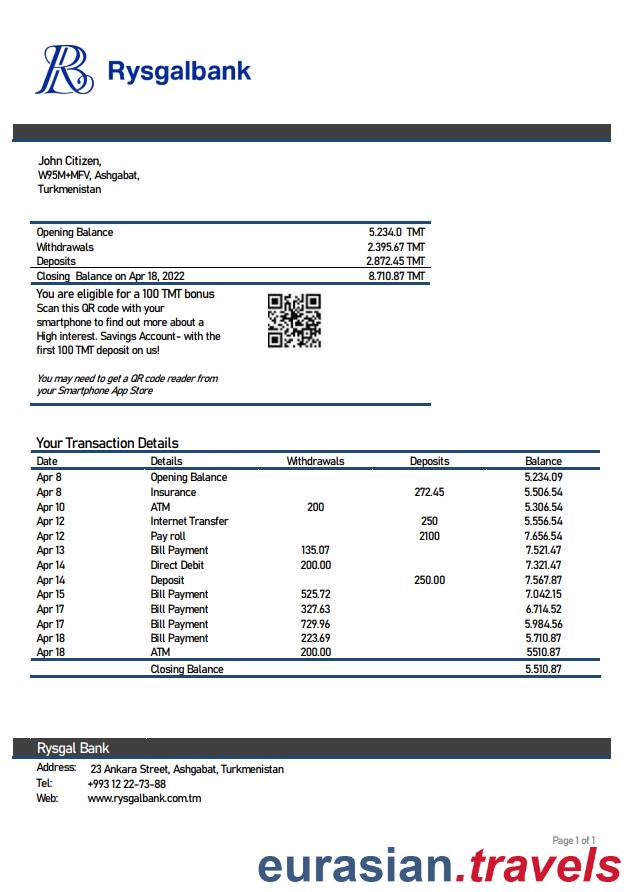 Rysgalbank
John Citizen,
W95M+MFV, Ashgabat,
Turkmenistan
Opening Balance 5.234.0 TMT
Withdrawals 2.395.67 TMT
Deposits 2.872.45 TMT
Closing Balance on Apr 18, 2022 8.710.87 TMT
You are eligible for a 100 TMT bonus
Scan this QR code with your
smartphone to find out more about a
High interest. Savings Account- with the
first 100 TMT deposit on us!
You may need to get a QR code reader from
your Smartphone App Store
Your Transaction Details
Date Details Withdrawals Deposits Balance
Apr 8 Opening Balance 5.234.09
Apr 8 Insurance 272.45 5.506.54
Apr 10 ATM 200 5.306.54
Apr 12 Internet Transfer 250 5.556.54
Apr 12 Pay roll 2100 7.656.54
Apr 13 Bill Payment 135.07 7.521.47
Apr 14 Direct Debit 200.00 7.321.47
Apr 14 Deposit 250.00 7.567.87
Apr 15 Bill Payment 525.72 7.042.15
Apr 17 Bill Payment 327.63 6.714.52
Apr 17 Bill Payment 729.96 5.984.56
Apr 18 Bill Payment 223.69 5.710.87
Apr 18 ATM 200.00 5510.87
Closing Balance 5.510.87
Rysgal Bank
Address: 23 Ankara Street, Ashgabat, Turkmenistan
Tel: +993 12 22-73-88
Web: www.rysgalbank.com.tm
Page 1 of 1
eurasian.travels